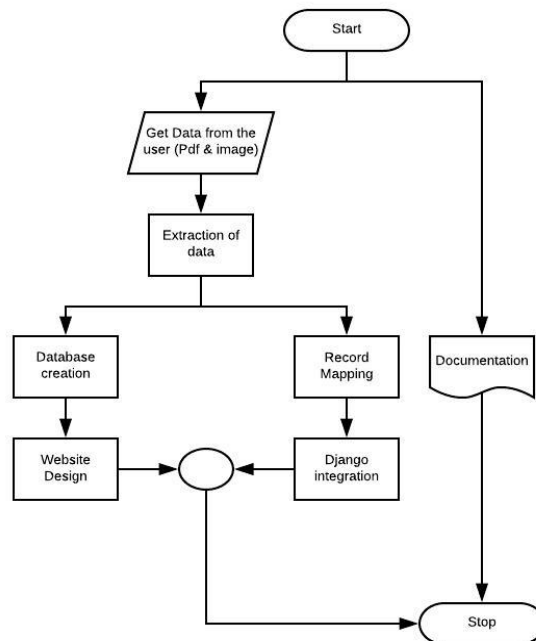 Start
Get Data from the
user (Pdf & image)
Extraction of
data
Database
creation
Record
Mapping
Documentation
Website
Design
Django
integration
Stop